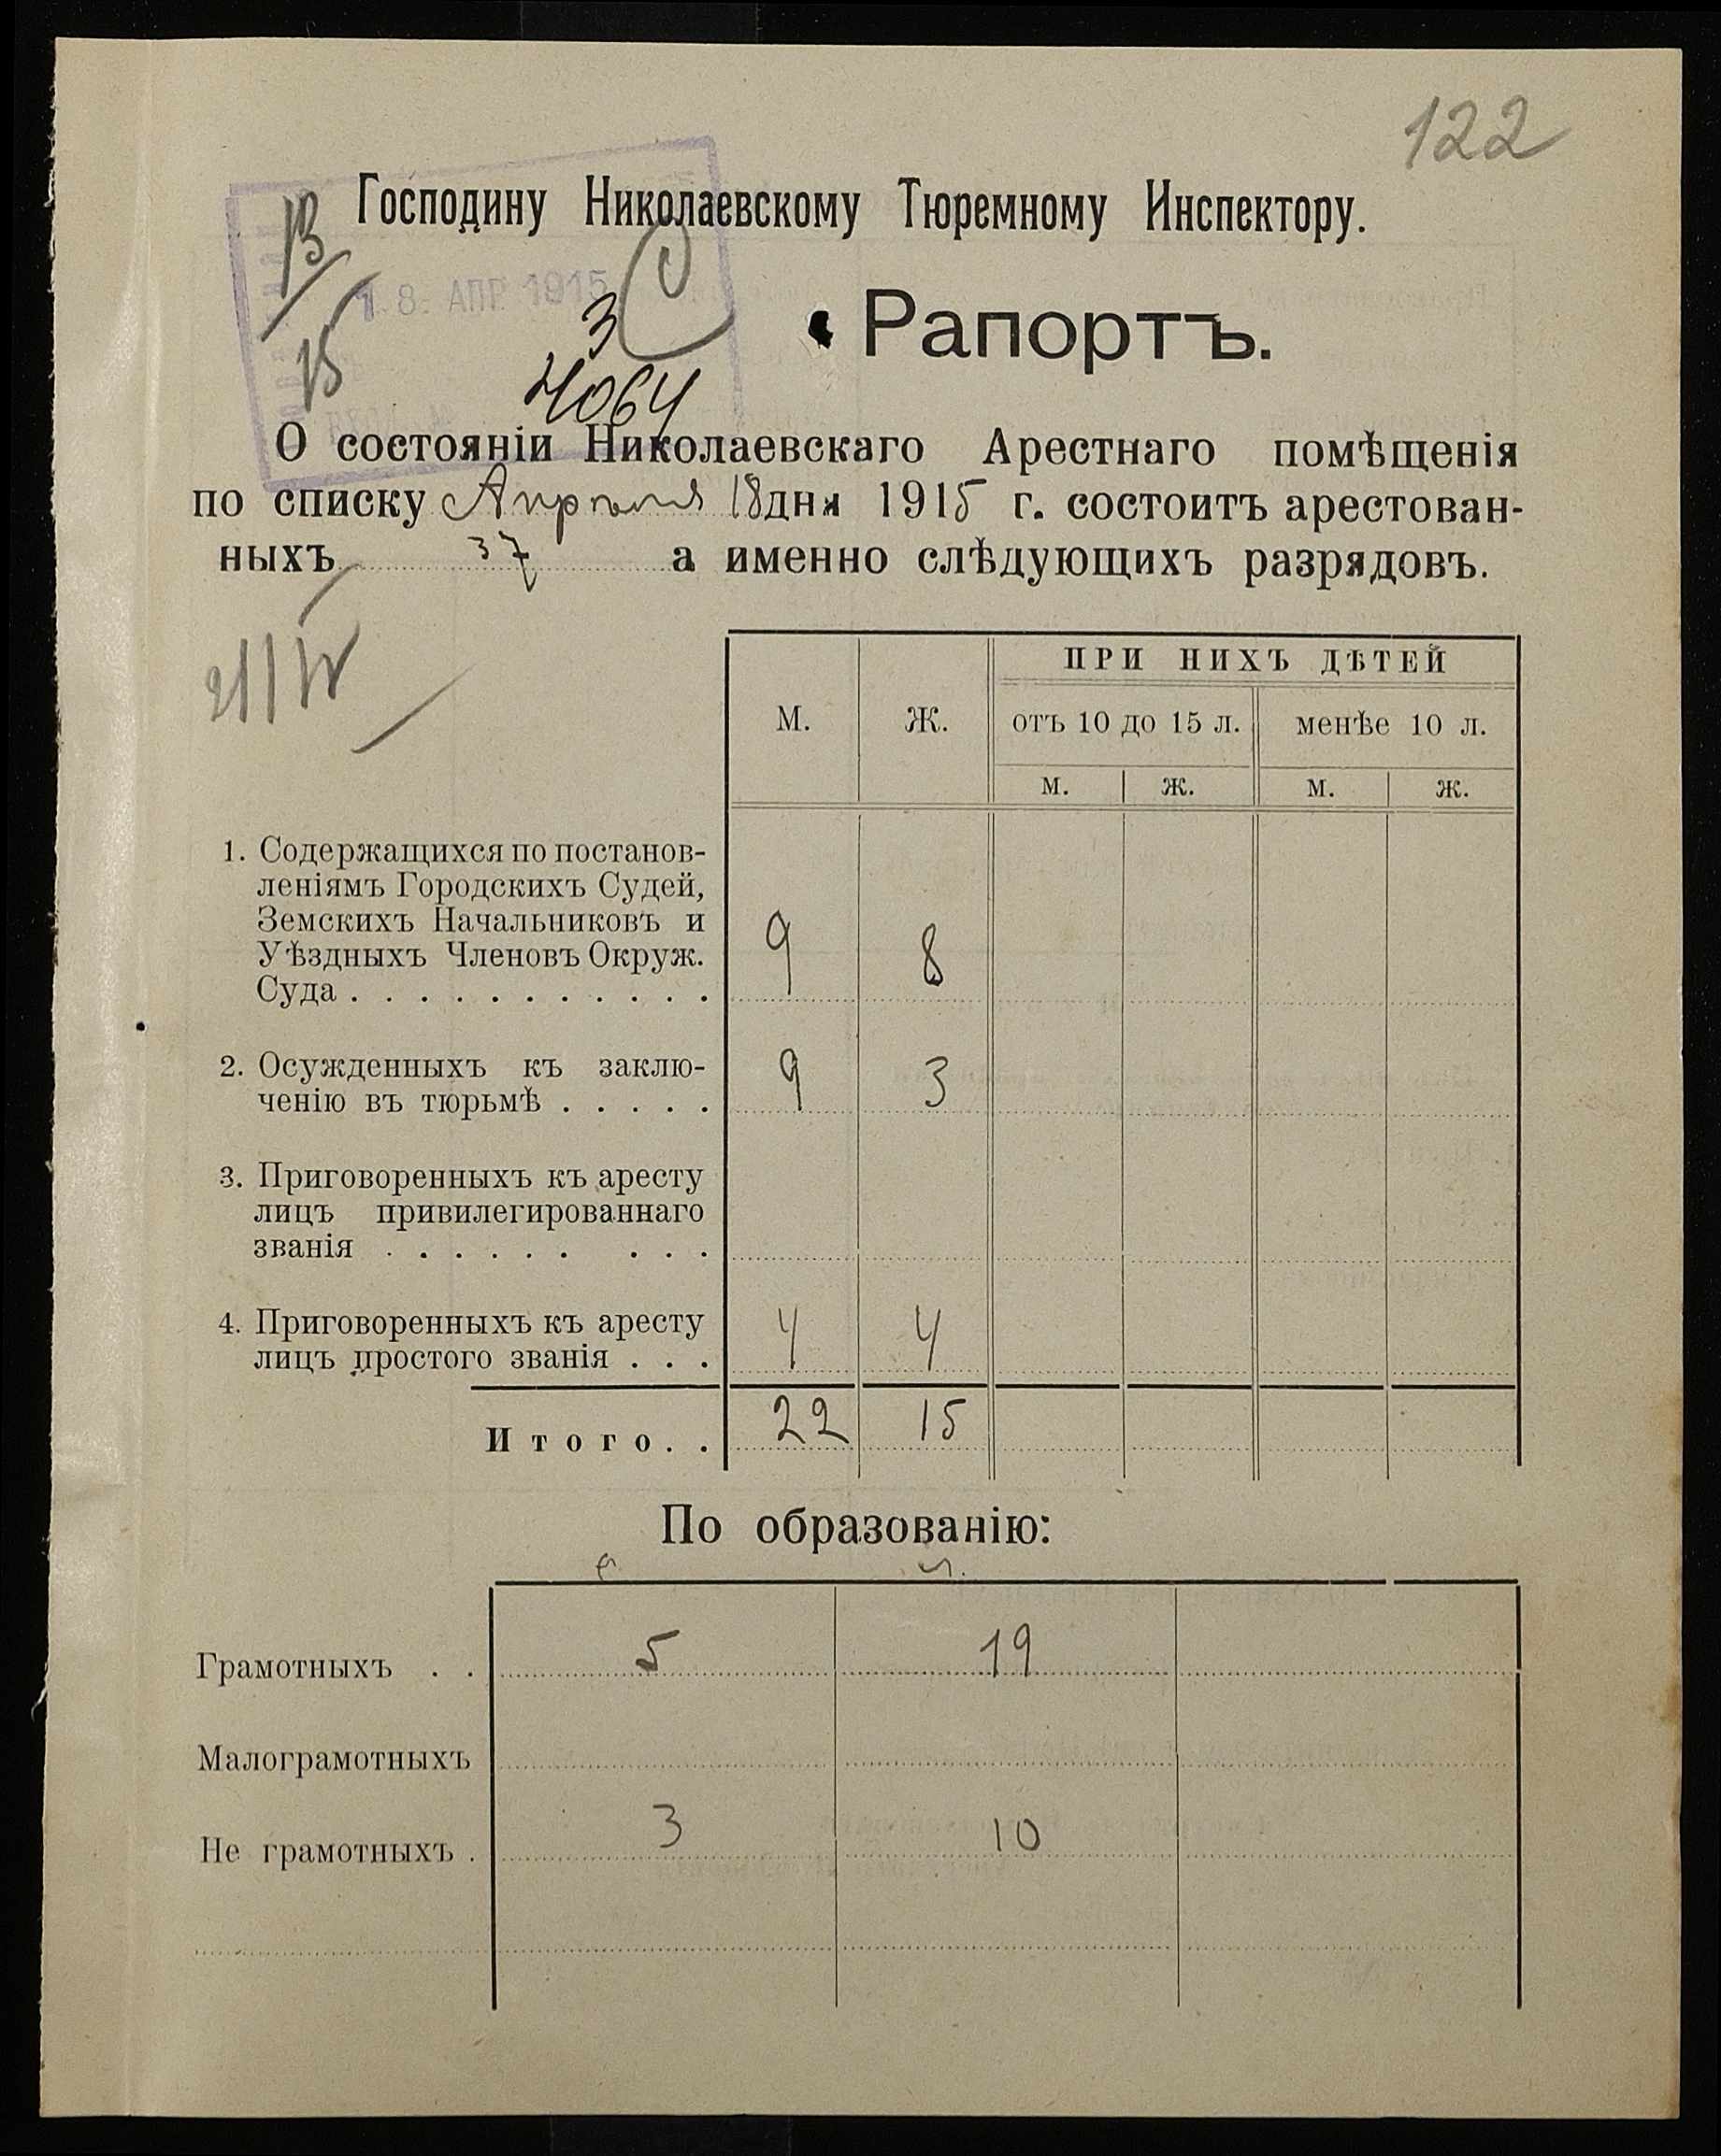 122
Господину Николаевскому Тюремному Инспектору.
18. АПР. 1915
3
4064
Рапортъ.
О состоянiи Николаевскаго Арестнаго помѣщенiя
по списку Апрѣля 18 дня 1915 г. состоитъ арестован-
ныхъ 37 а именно слѣдующихъ разрядовъ.
М. Ж. ПРИ НИХЪ ДѢТЕЙ
отъ 10 до 15 л. менѣе 10 л.
м. ж. м. ж.
1. Содержащихся по постанов-
ленiямъ Городскихъ Судей,
Земскихъ Начальниковъ и
Уѣздныхъ Членовъ Окруж.
Суда . . . . . . . . . . . 9 8
2. Осужденныхъ къ заклю-
ченiю въ тюрьмѣ . . . . . 9 3
3. Приговоренныхъ къ аресту
лицъ привилегированнаго
званiя . . . . . . . . .
4. Приговоренныхъ къ аресту
лицъ простого званiя . . . 4 4
Итого . . 22 15
По образованiю:
Грамотныхъ . . 5 19
Малограмотныхъ
Не грамотныхъ . 3 10